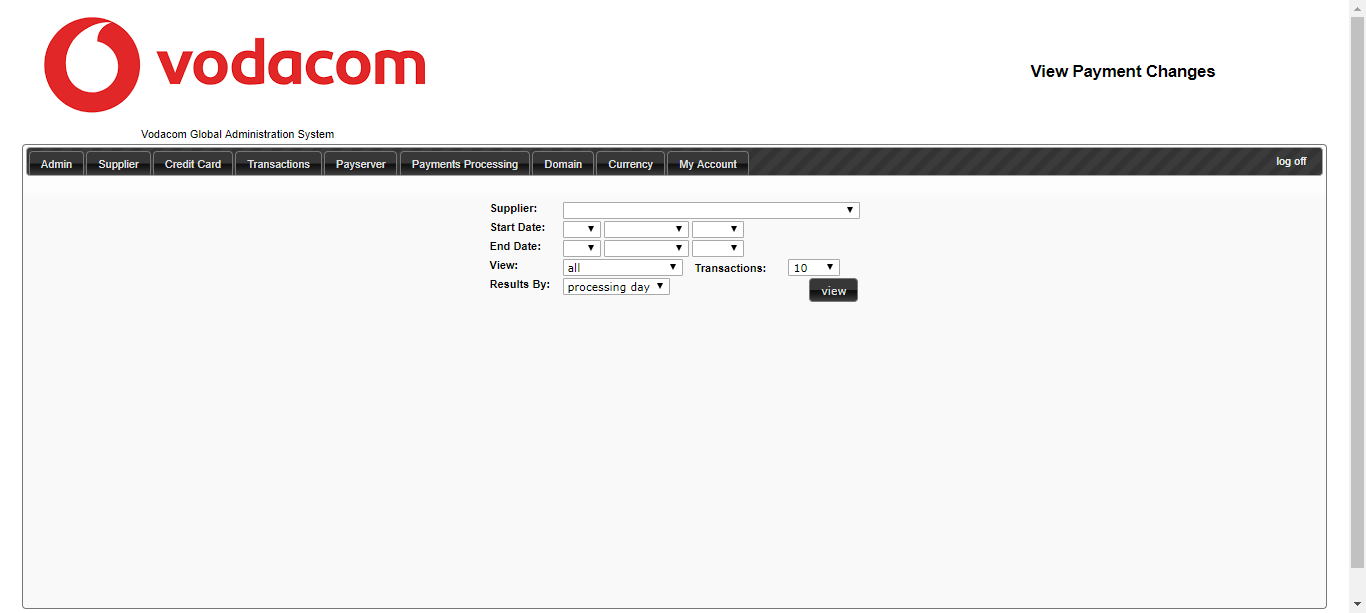 vodacom
View Payment Changes
Vodacom Global Administration System
Admin Supplier Credit Card Transactions Payserver Payments Processing Domain Currency My Account log off
Supplier:
Start Date:
End Date:
View: all Transactions: 10
Results By: processing day view